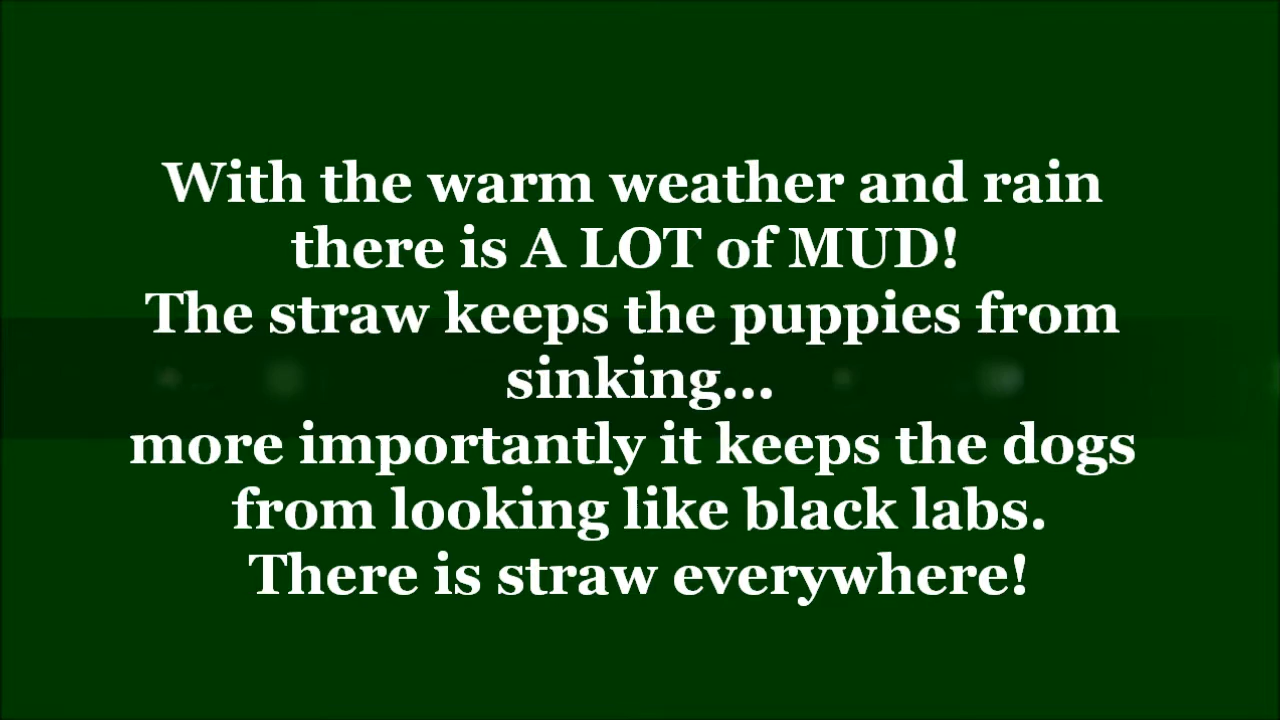 With the warm weather and rain
there is A LOT of MUD!
The straw keeps the puppies from
sinking...
more importantly it keeps the dogs
from looking like black labs.
There is straw everywhere!